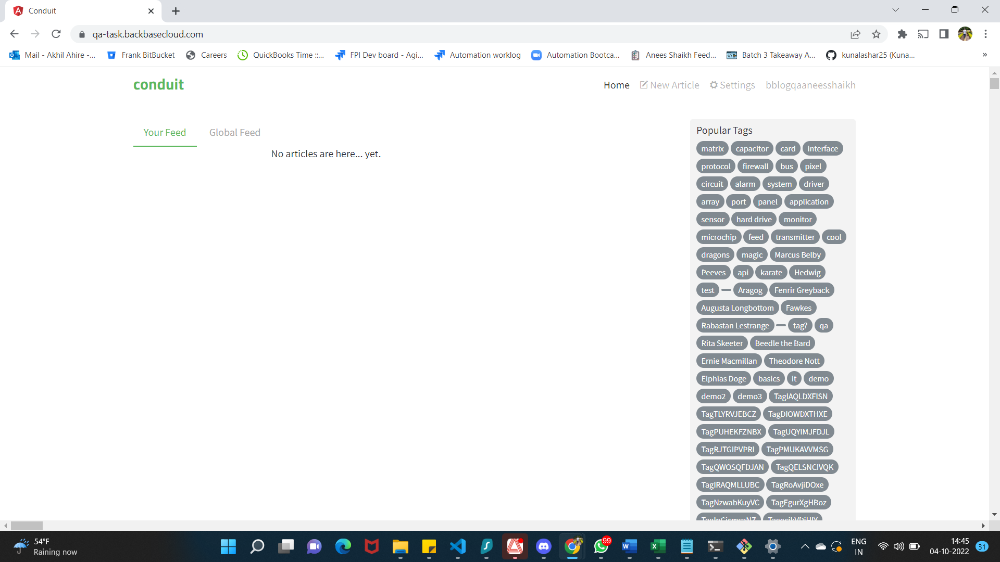 Conduit
qa-task.backbasecloud.com
Mail - Akhil Ahire -... Frank BitBucket Careers QuickBooks Time ::... FPI Dev board - Agi... Automation worklog Automation Bootca... Anees Shaikh Feed... Batch 3 Takeaway A... kunalashar25 (Kuna... »
conduit Home New Article Settings bblogqaaneesshaikh
Your Feed Global Feed
No articles are here... yet.
Popular Tags
matrix capacitor card interface
protocol firewall bus pixel
circuit alarm system driver
array port panel application
sensor hard drive monitor
microchip feed transmitter cool
dragons magic Marcus Belby
Peeves api karate Hedwig
test Aragog Fenrir Greyback
Augusta Longbottom Fawkes
Rabastan Lestrange tag? qa
Rita Skeeter Beedle the Bard
Ernie Macmillan Theodore Nott
Elphias Doge basics it demo
demo2 demo3 TagIAQLDXFISN
TagTLYRVJEBCZ TagDIOWDXTHXE
TagPUHEKFZNBX TagUQYIMJFDJL
TagRJTGIPVPRI TagPMUKAVVMSG
TagQWOSQFDJAN TagQELSNCIVQK
TagIRAQMLLUBC TagRoAvjiDOxe
TagNzwabKuyVC TagEgurXgHBoz
54°F
Raining now
99
ENG
IN
14:45
04-10-2022
31